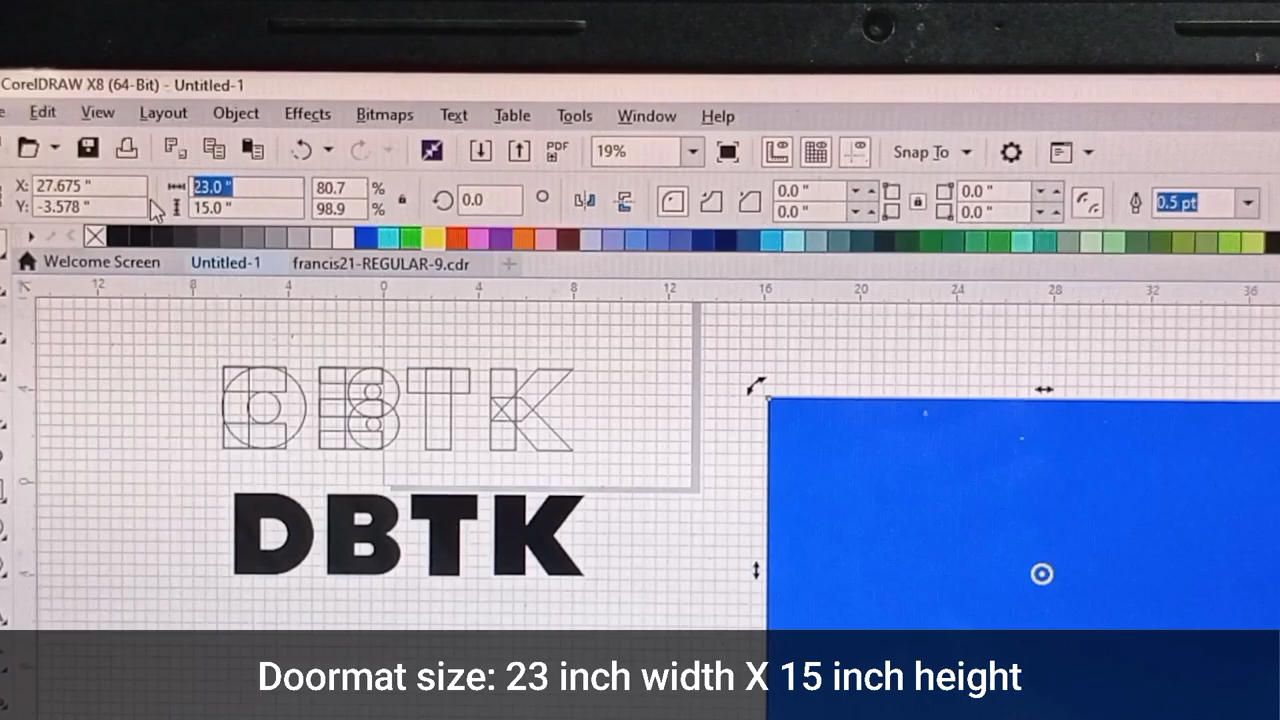 CorelDRAW X8 (64-Bit) - Untitled-1
Edit View Layout Object Effects Bitmaps Text Table Tools Window Help
PDF 19% Snap To
X: 27.675 " 23.0 " 80.7 % 0.0 0.0 " 0.0 " 0.5 pt
Y: -3.578 " 15.0 " 98.9 % 0.0 " 0.0 "
Welcome Screen Untitled-1 francis21-REGULAR-9.cdr
12 8 4 0 4 8 12 16 20 24 28 32 36
DBTK
DBTK
Doormat size: 23 inch width X 15 inch height